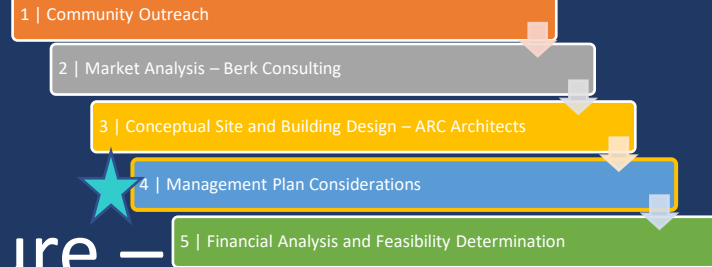 1 | Community Outreach
2 | Market Analysis – Berk Consulting
3 | Conceptual Site and Building Design – ARC Architects
4 | Management Plan Considerations
5 | Financial Analysis and Feasibility Determination